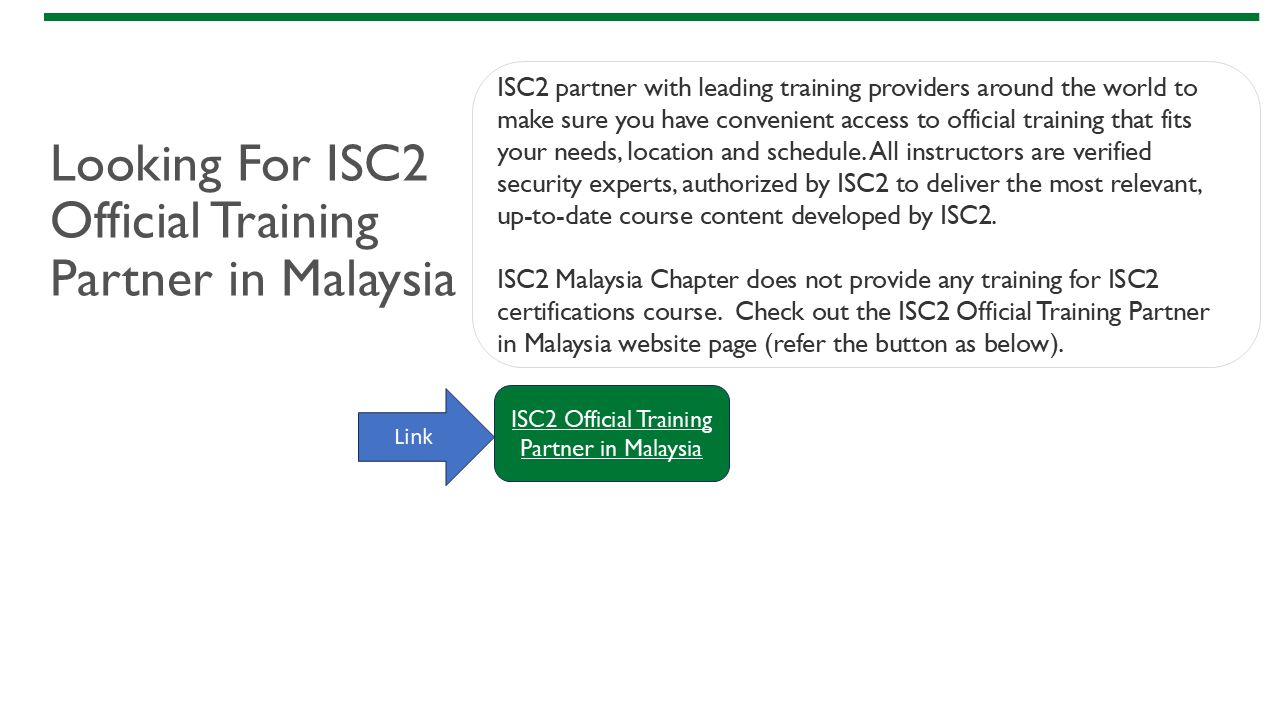 Looking For ISC2
Official Training
Partner in Malaysia
ISC2 partner with leading training providers around the world to
make sure you have convenient access to official training that fits
your needs, location and schedule. All instructors are verified
security experts, authorized by ISC2 to deliver the most relevant,
up-to-date course content developed by ISC2.
ISC2 Malaysia Chapter does not provide any training for ISC2
certifications course.  Check out the ISC2 Official Training Partner
in Malaysia website page (refer the button as below).
Link
ISC2 Official Training
Partner in Malaysia